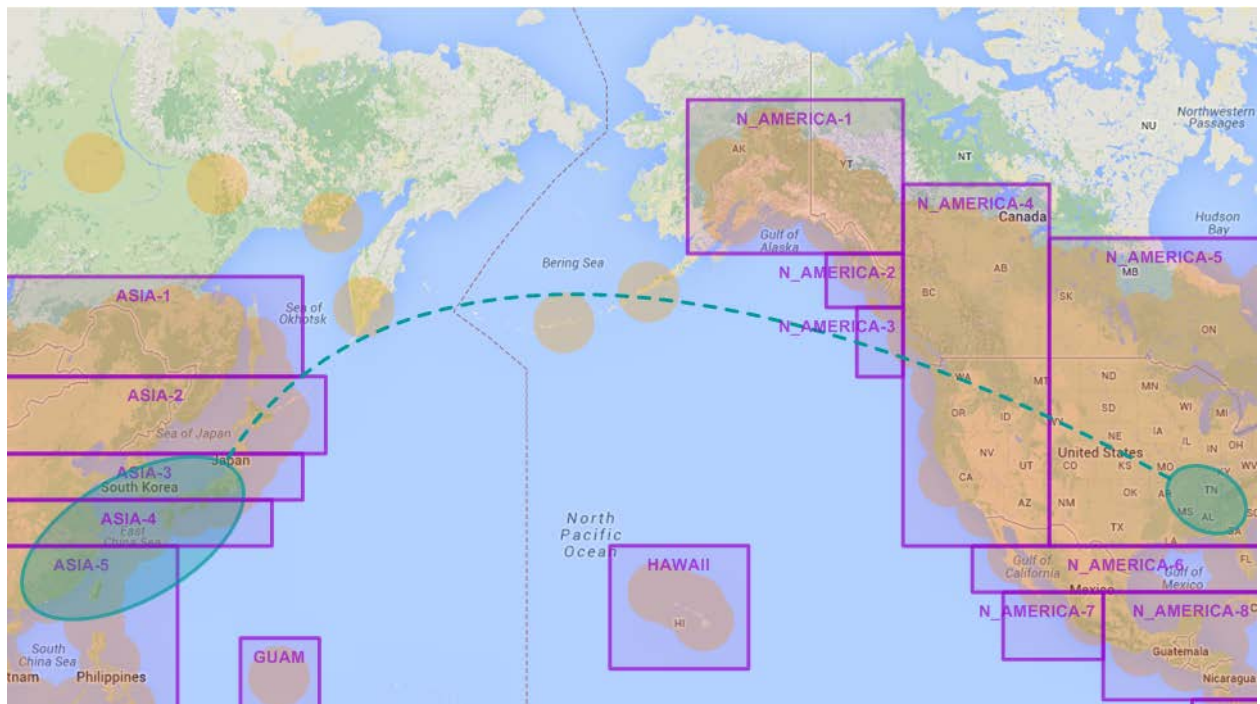 N_AMERICA-1
Northwestern
Passages
NU
AK
YT
NT
N_AMERICA-4
Canada
Hudson
Bay
Gulf of
Alaska
N_AMERICA-5
Bering Sea
N_AMERICA-2
MB
AB
BC
SK
ASIA-1
Sea of
Okhotsk
N_AMERICA-3
ON
WA
MT
ND
MN
ASIA-2
OR
ID
SD
WI
MI
Sea of Japan
NE
IA
IL
IN
OH
NV
United States
Japan
UT
CO
KS
MO
WV
ASIA-3
South Korea
CA
OK
TN
AZ
NM
MS
AL
ASIA-4
East
China Sea
North
Pacific
Ocean
TX
LA
ASIA-5
HAWAII
Gulf of
California
N_AMERICA-6
FL
Gulf of
Mexico
Mexico
N_AMERICA-7
N_AMERICA-8
HI
South
China Sea
GUAM
Guatemala
tnam
Philippines
Nicaragua